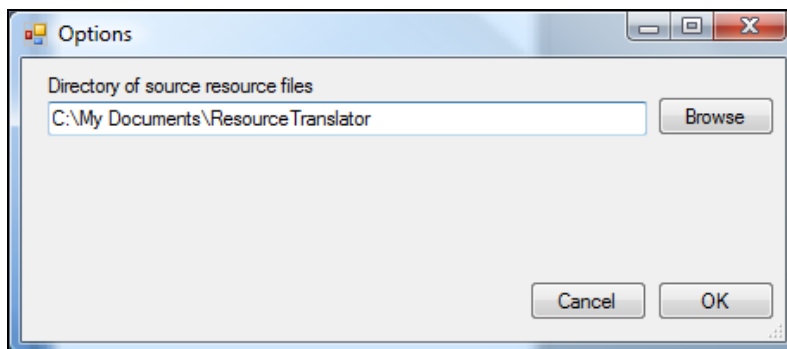 Options
Directory of source resource files
C:\My Documents\ResourceTranslator
Browse
Cancel
OK